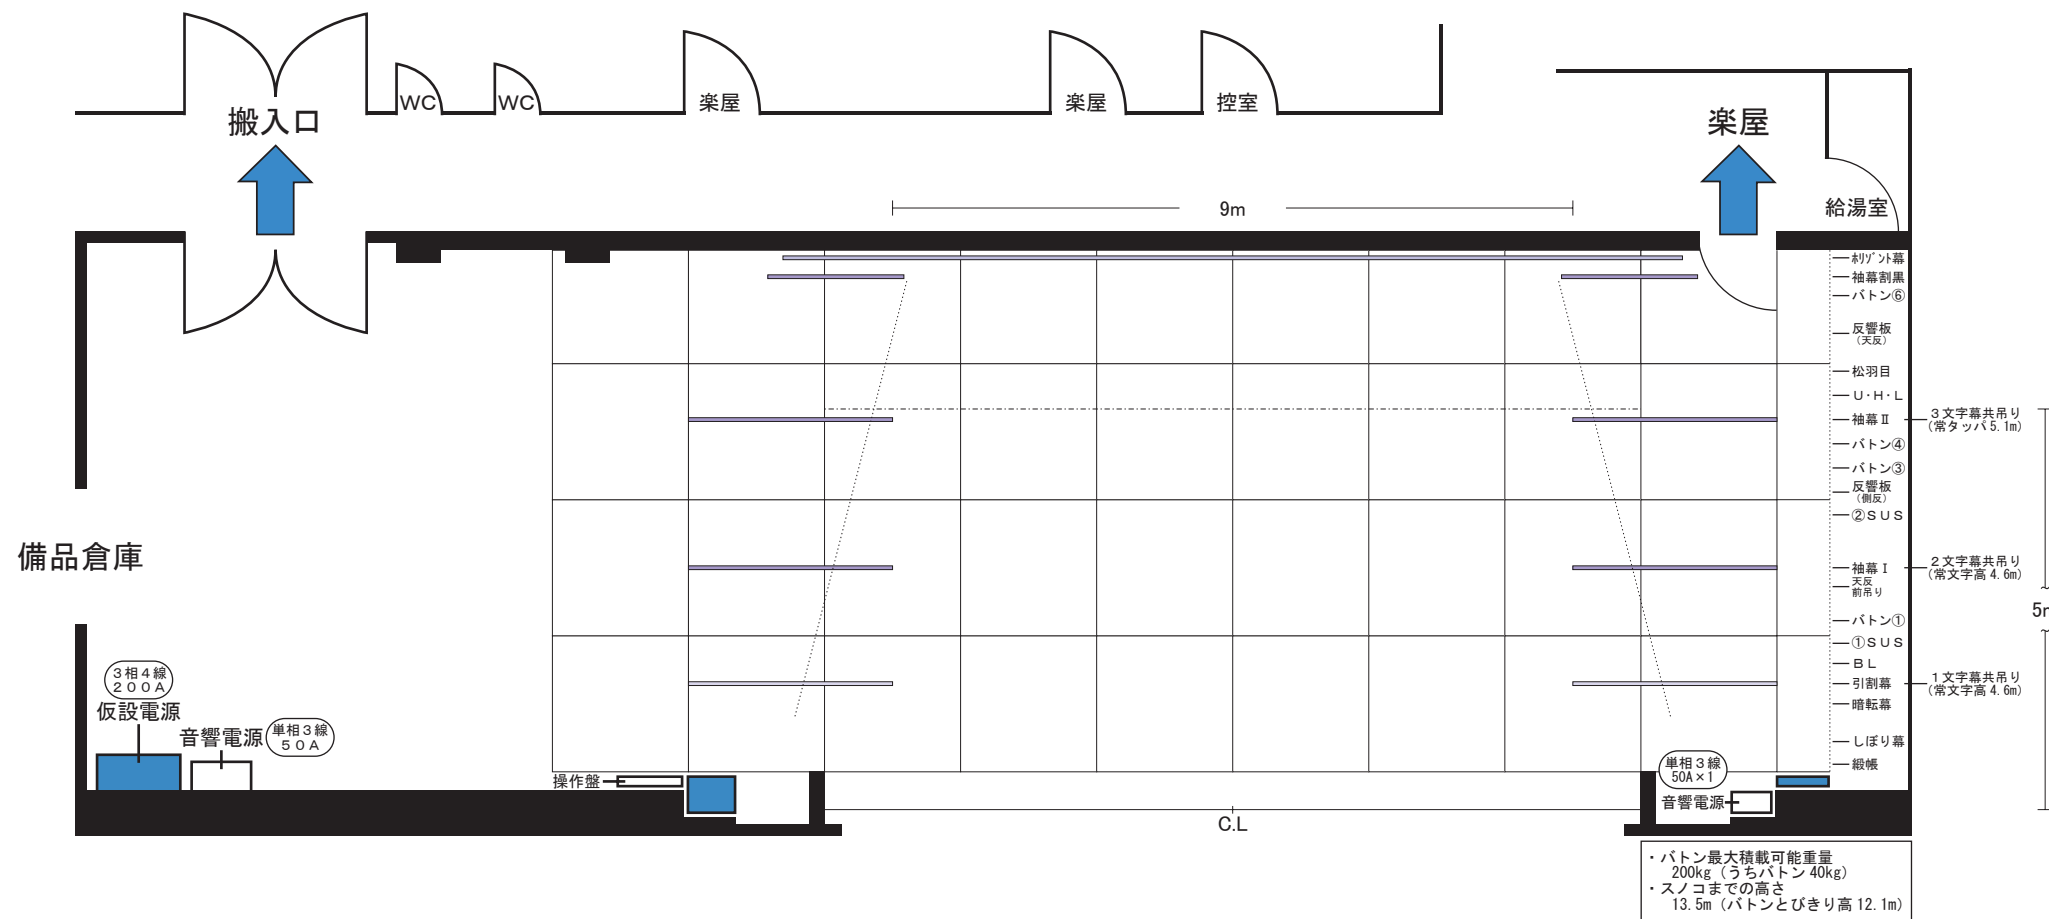 WC
WC
楽屋
楽屋
控室
搬入口
楽屋
9m
給湯室
ホリゾント幕
袖幕割黒
バトン⑥
反響板
(天反)
松羽目
U・H・L
袖幕Ⅱ
3文字幕共吊り
(常タッパ5.1m)
バトン④
バトン③
反響板
(側反)
②SUS
備品倉庫
袖幕Ⅰ
2文字幕共吊り
(常文字高4.6m)
天反
前吊り
バトン①
①SUS
BL
引割幕
1文字幕共吊り
(常文字高4.6m)
暗転幕
しぼり幕
緞帳
3相4線
200A
仮設電源
音響電源
単相3線
50A
操作盤
単相3線
50A×1
音響電源
C.L
・バトン最大積載可能重量
200kg(うちバトン40kg)
・スノコまでの高さ
13.5m(バトンとびきり高12.1m)